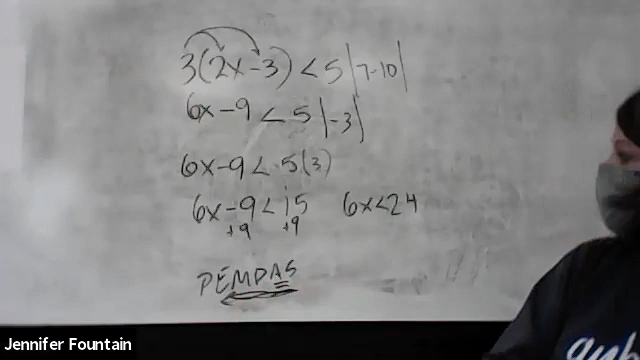 3(2x-3) < 5|7-10|
6x-9 < 5|-3|
6x-9 < 5(3)
6x-9 < 15 6x<24
+9 +9
PEMDAS
Jennifer Fountain